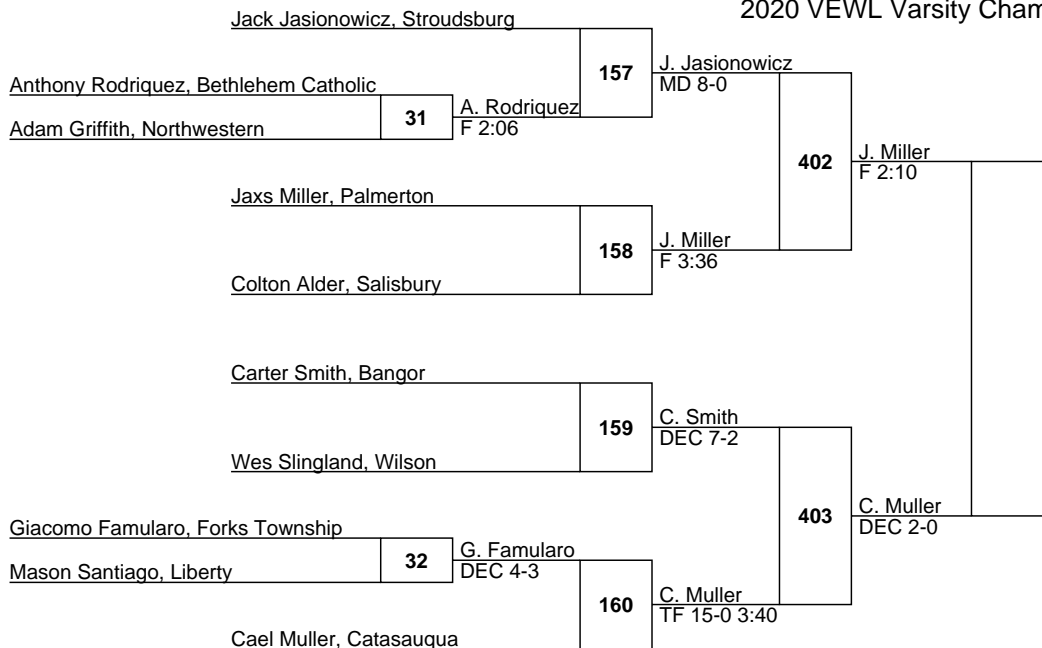 2020 VEWL Varsity Cham
Jack Jasionowicz, Stroudsburg
157
J. Jasionowicz
MD 8-0
Anthony Rodriquez, Bethlehem Catholic
31
A. Rodriquez
F 2:06
Adam Griffith, Northwestern
402
J. Miller
F 2:10
Jaxs Miller, Palmerton
158
J. Miller
F 3:36
Colton Alder, Salisbury
Carter Smith, Bangor
159
C. Smith
DEC 7-2
Wes Slingland, Wilson
403
C. Muller
DEC 2-0
Giacomo Famularo, Forks Township
32
G. Famularo
DEC 4-3
Mason Santiago, Liberty
160
C. Muller
TF 15-0 3:40
Cael Muller, Catasauqua